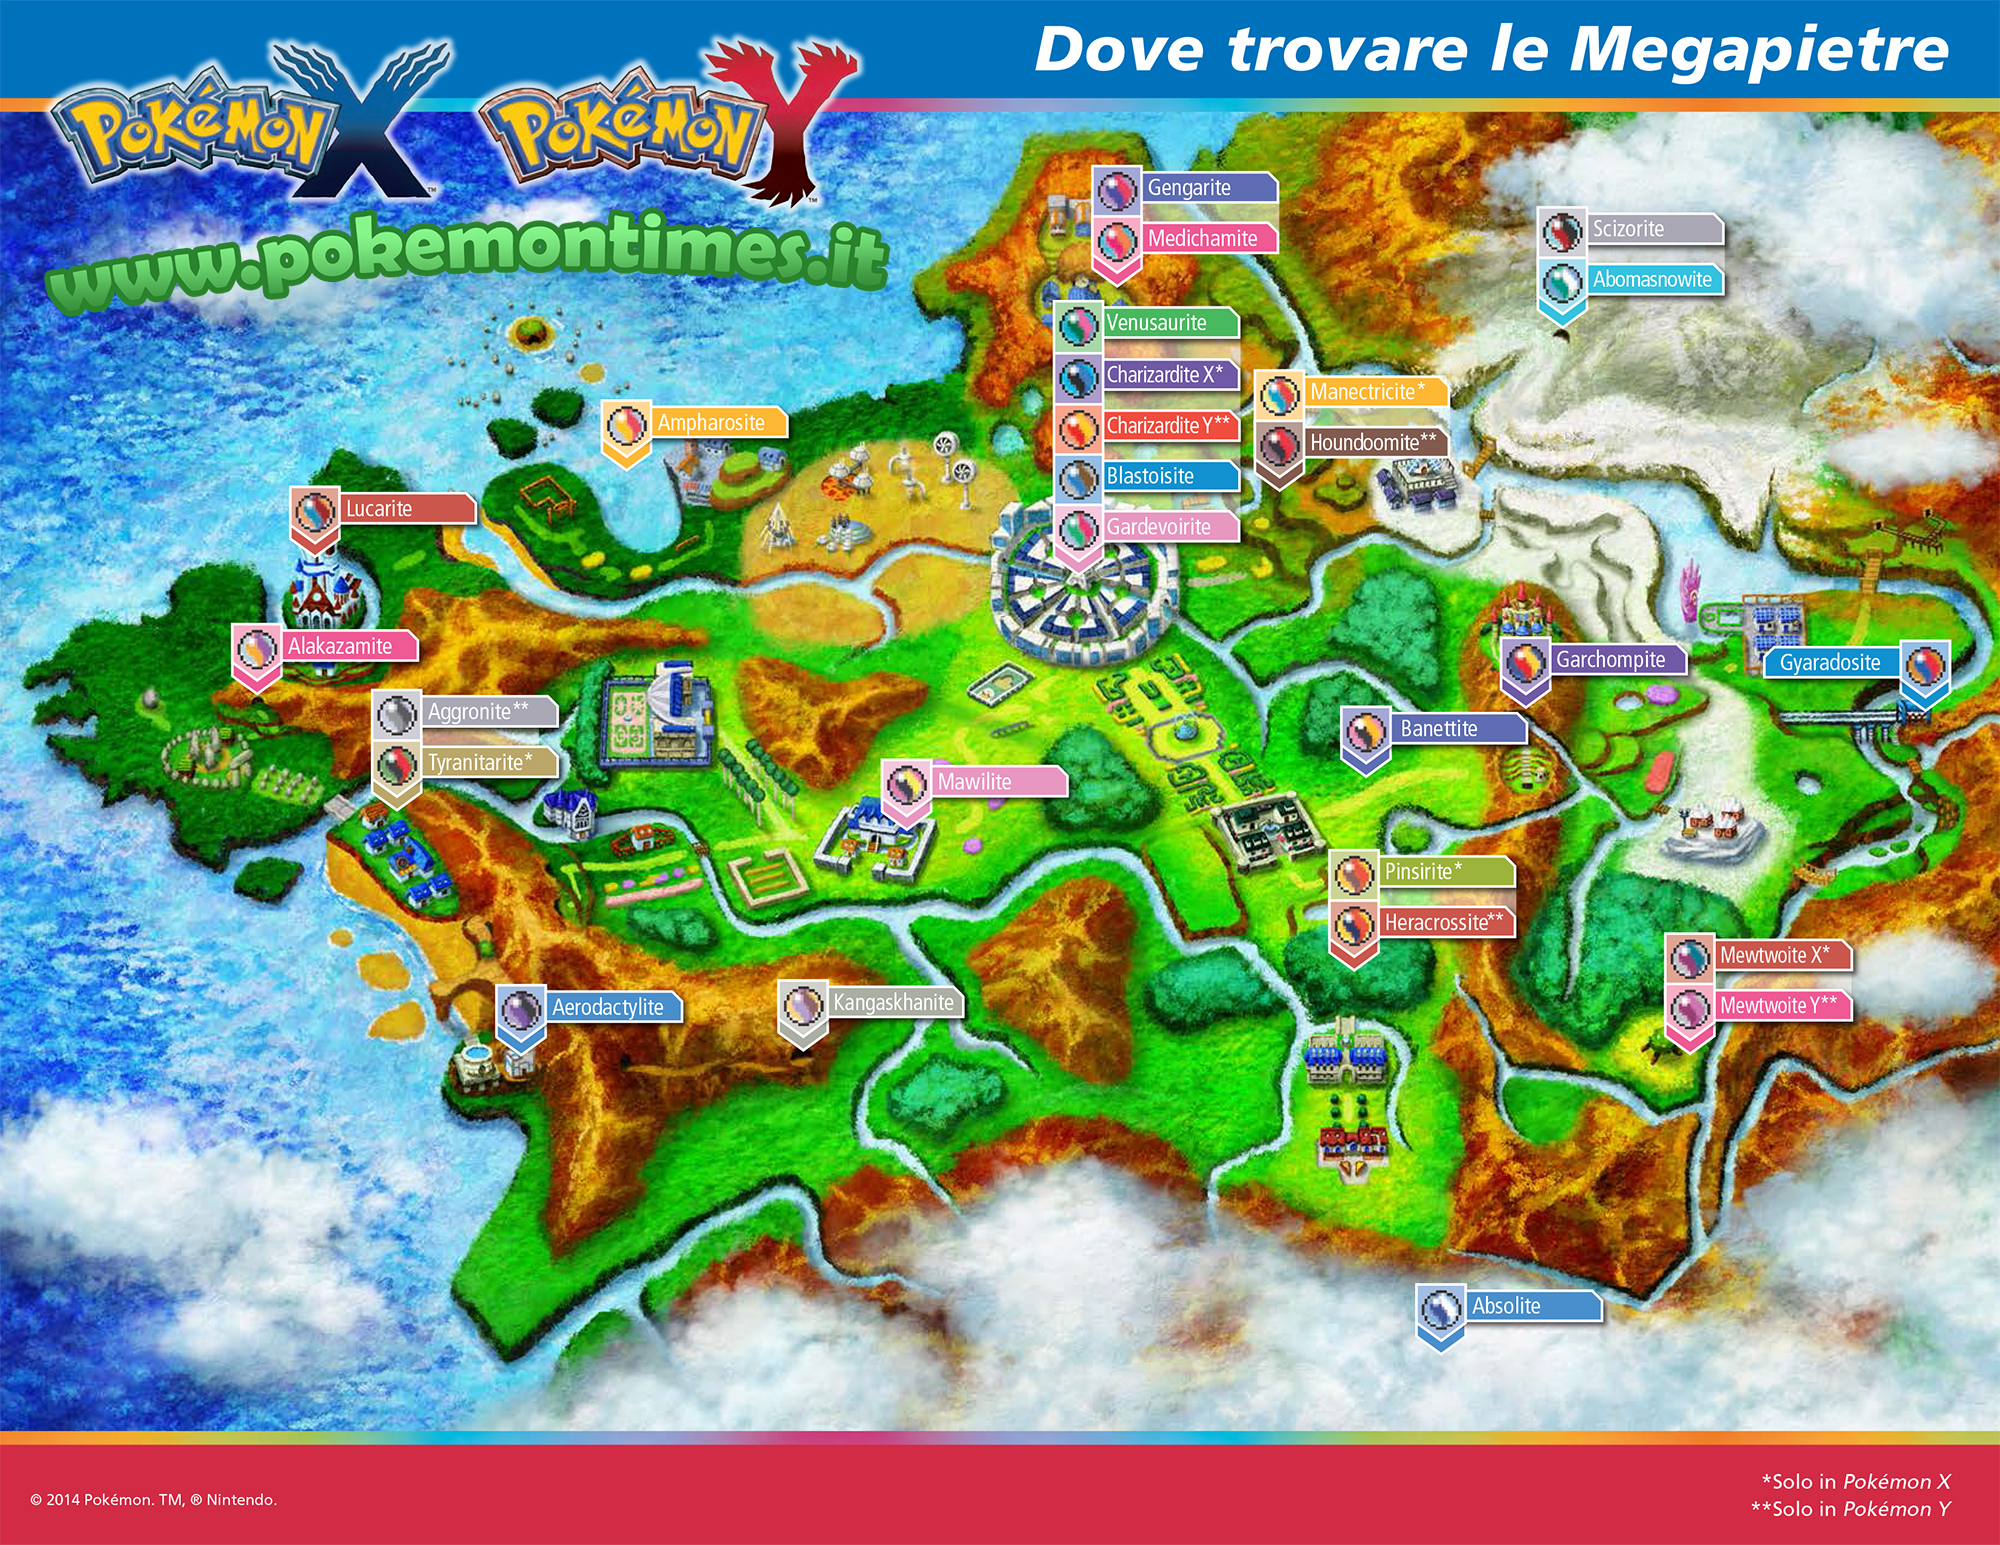 Dove trovare le Megapietre
POKéMON X™
POKéMON Y™
www.pokemontimes.it
Gengarite
Medichamite
Scizorite
Abomasnowite
Venusaurite
Charizardite X*
Charizardite Y**
Blastoisite
Gardevoirite
Manectricite*
Houndoomite**
Ampharosite
Lucarite
Alakazamite
Aggronite**
Tyranitarite*
Garchompite
Gyaradosite
Banettite
Mawilite
Pinsirite*
Heracrossite**
Mewtwoite X*
Mewtwoite Y**
Aerodactylite
Kangaskhanite
Absolite
© 2014 Pokémon. TM, ® Nintendo.
*Solo in Pokémon X
**Solo in Pokémon Y